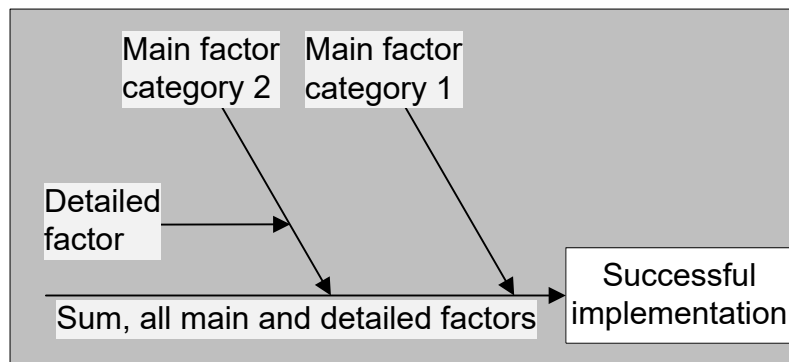 Main factor
category 2
Main factor
category 1
Detailed
factor
Sum, all main and detailed factors
Successful
implementation